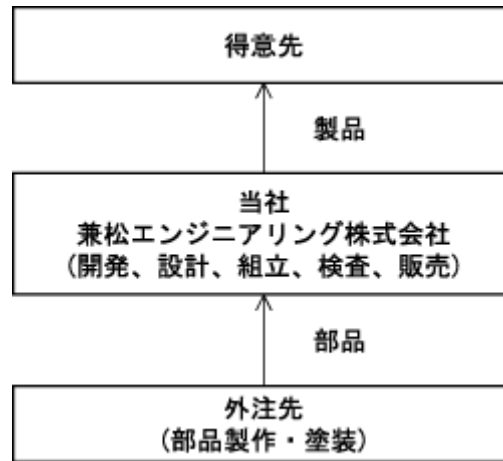 得意先
製品
当社
兼松エンジニアリング株式会社
(開発、設計、組立、検査、販売)
部品
外注先
(部品製作・塗装)